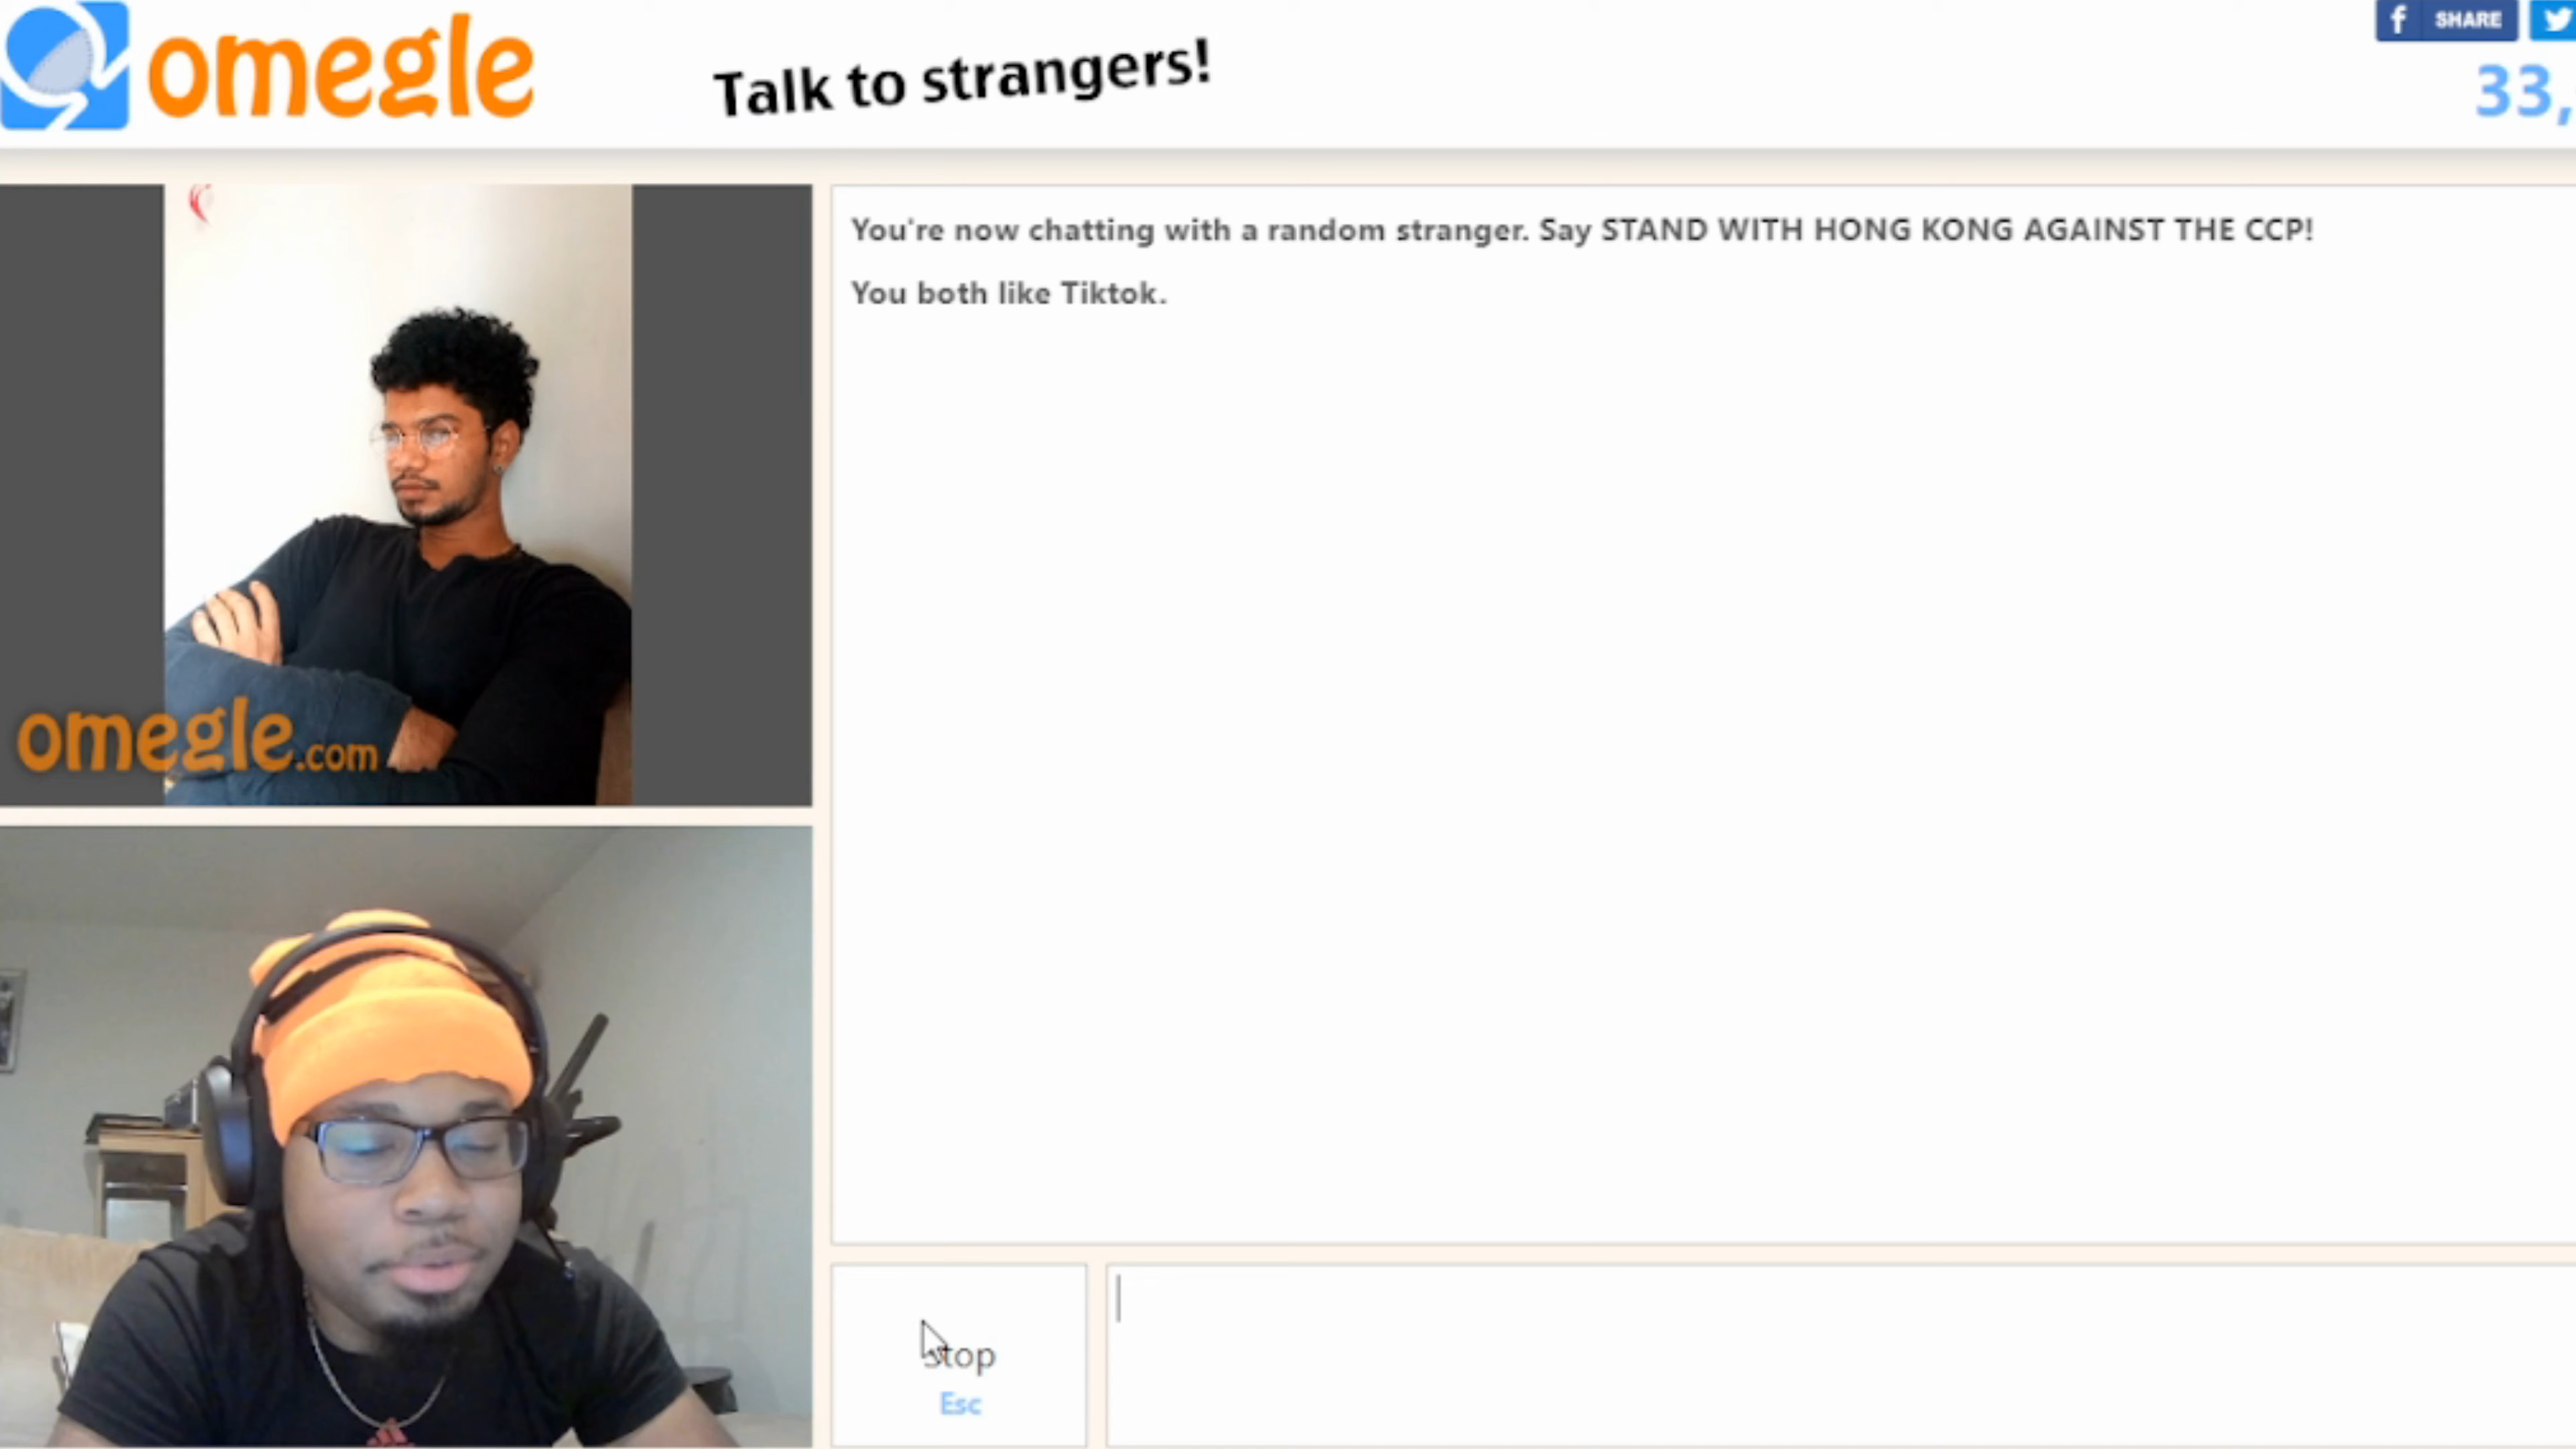 omegle
Talk to strangers!
f SHARE
33,
You're now chatting with a random stranger. Say STAND WITH HONG KONG AGAINST THE CCP!
You both like Tiktok.
omegle.com
Stop
Esc